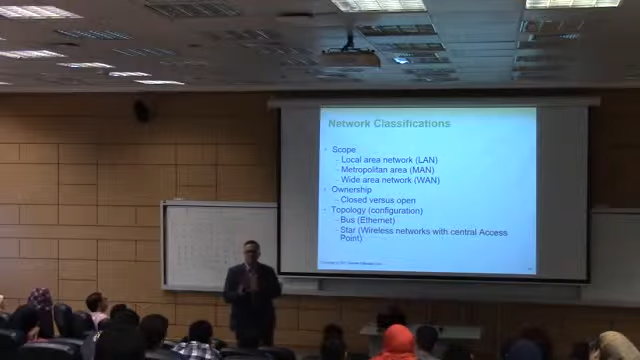 Network Classifications
Scope
- Local area network (LAN)
- Metropolitan area (MAN)
- Wide area network (WAN)
Ownership
- Closed versus open
Topology (configuration)
- Bus (Ethernet)
- Star (Wireless networks with central Access
Point)